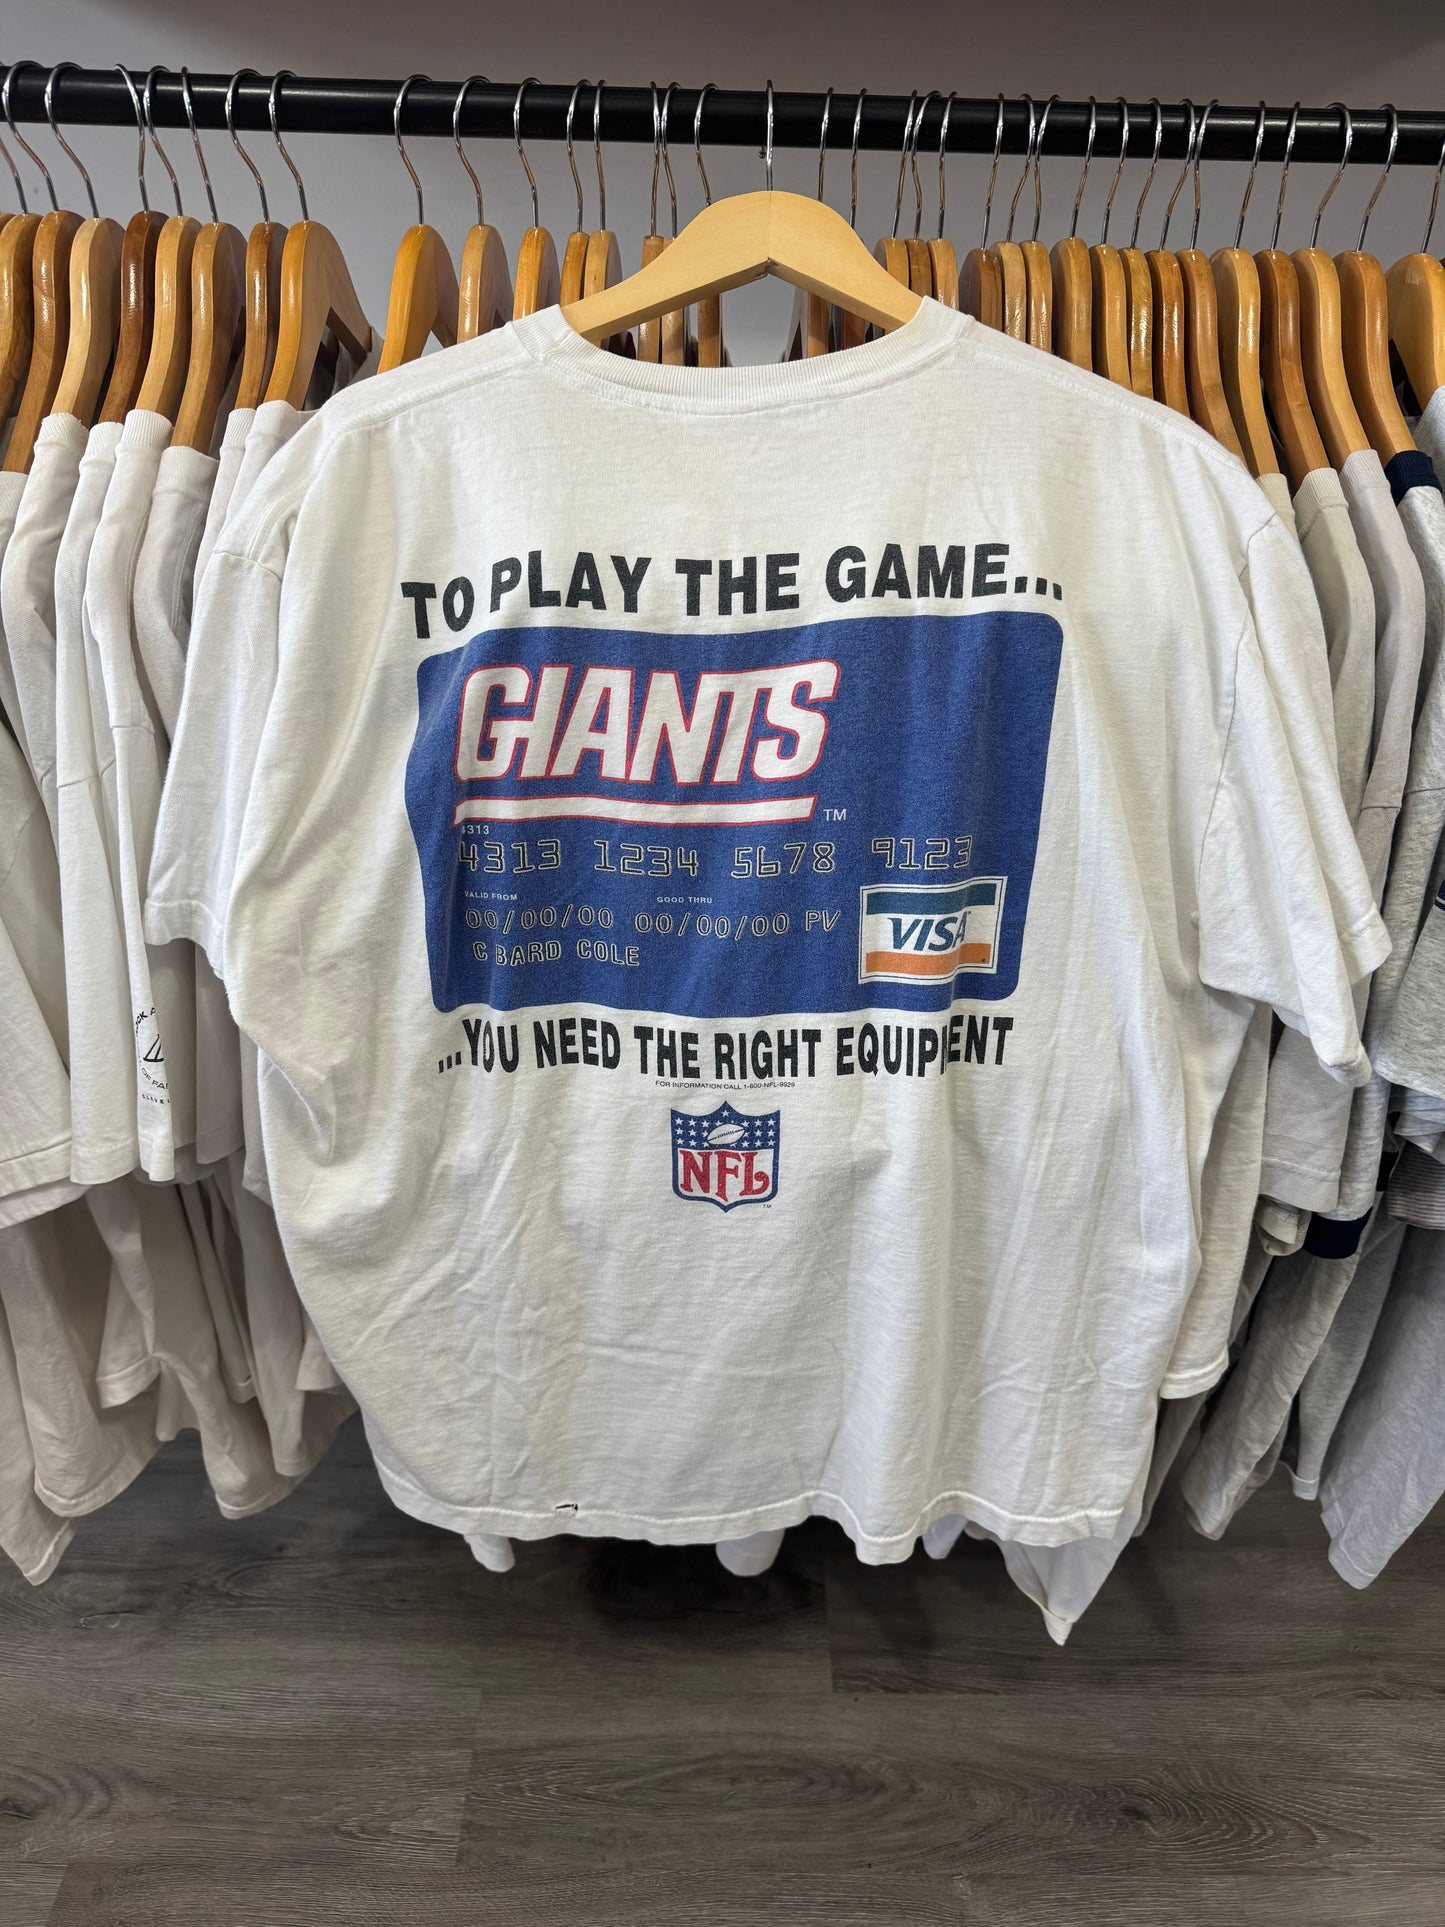 TO PLAY THE GAME...
GIANTS TM
4313
4313 1234 5678 9123
VALID FROM GOOD THRU
00/00/00 00/00/00 PV
C BARD COLE
VISA
...YOU NEED THE RIGHT EQUIPMENT
FOR INFORMATION CALL 1-800-NFL-9929
NFL
TM